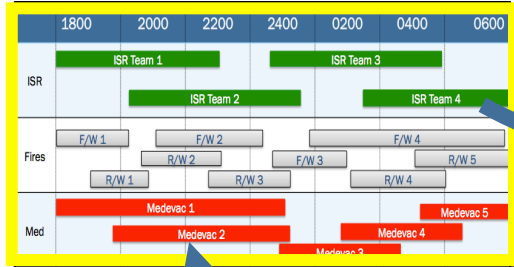 1800 2000 2200 2400 0200 0400 0600
ISR Team 1 ISR Team 3
ISR
ISR Team 2 ISR Team 4
F/W 1 F/W 2 F/W 4
Fires R/W 2 F/W 3 R/W 5
R/W 1 R/W 3 R/W 4
Medevac 1 Medevac 5
Med Medevac 2 Medevac 4
Medevac 3